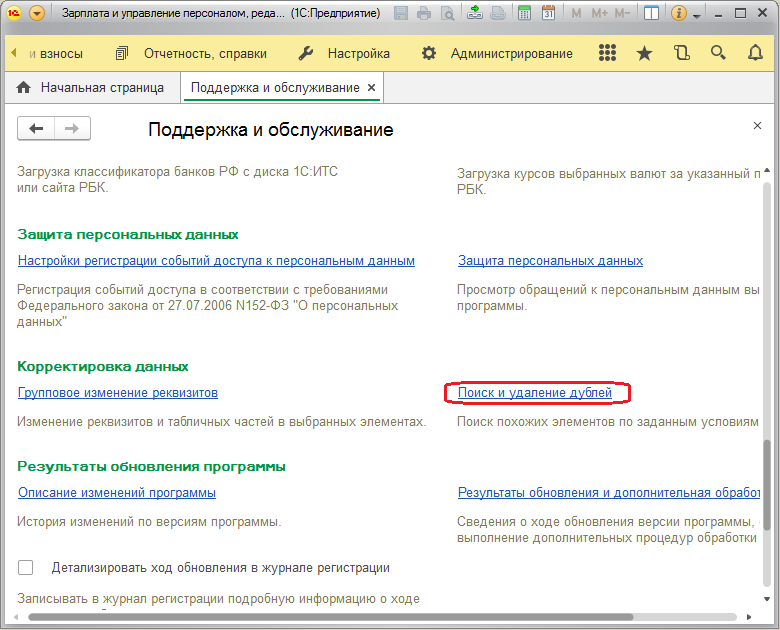 Зарплата и управление персоналом, реда... (1С:Предприятие)
M M+ M-
и взносы Отчетность, справки Настройка Администрирование
Начальная страница Поддержка и обслуживание
Поддержка и обслуживание
Загрузка классификатора банков РФ с диска 1С:ИТС
или сайта РБК.
Загрузка курсов выбранных валют за указанный п
РБК.
Защита персональных данных
Настройки регистрации событий доступа к персональным данным
Защита персональных данных
Регистрация событий доступа в соответствии с требованиями
Федерального закона от 27.07.2006 N152-ФЗ "О персональных
данных"
Просмотр обращений к персональным данным вы
программы.
Корректировка данных
Групповое изменение реквизитов
Поиск и удаление дублей
Изменение реквизитов и табличных частей в выбранных элементах.
Поиск похожих элементов по заданным условиям
Результаты обновления программы
Описание изменений программы
Результаты обновления и дополнительная обработ
История изменений по версиям программы.
Сведения о ходе обновления версии программы,
выполнение дополнительных процедур обработки
Детализировать ход обновления в журнале регистрации
Записывать в журнал регистрации подробную информацию о ходе